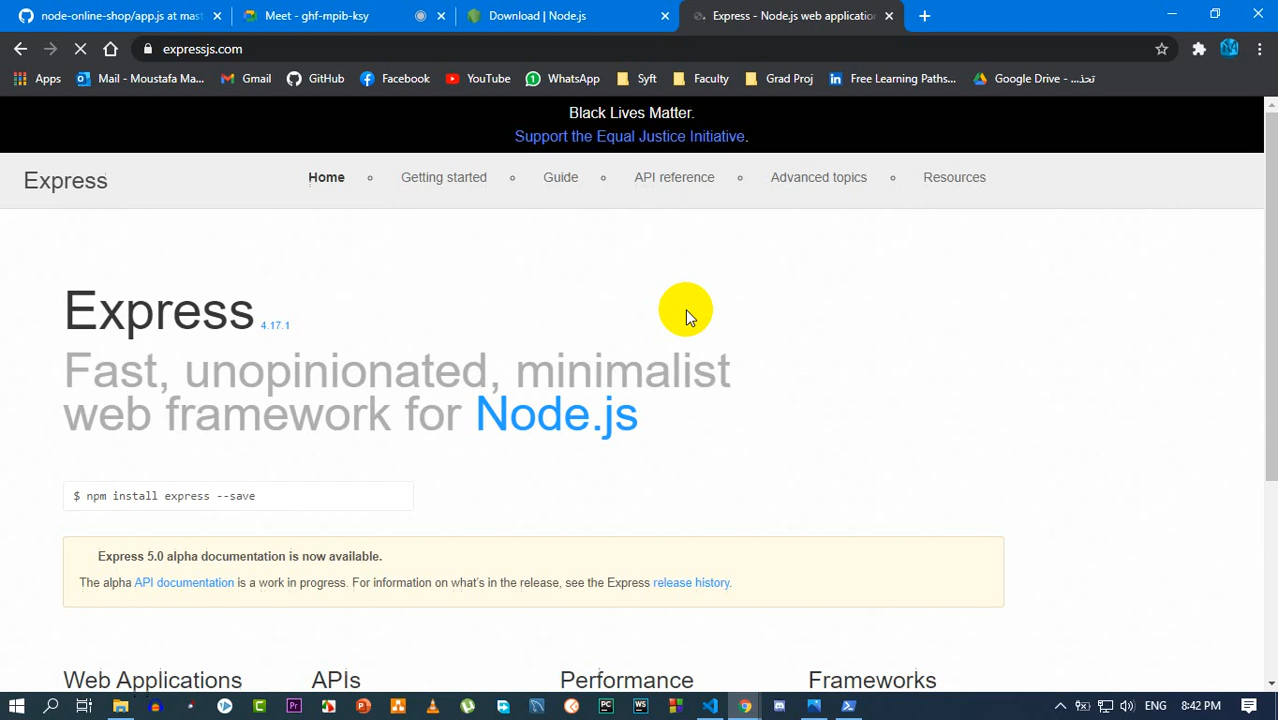 node-online-shop/app.js at mast
Meet - ghf-mpib-ksy
Download | Node.js
Express - Node.js web application
expressjs.com
Apps
Mail - Moustafa Ma...
Gmail
GitHub
Facebook
YouTube
WhatsApp
Syft
Faculty
Grad Proj
Free Learning Paths...
Google Drive - تحذ...
Black Lives Matter.
Support the Equal Justice Initiative.
Express
Home
Getting started
Guide
API reference
Advanced topics
Resources
Express 4.17.1
Fast, unopinionated, minimalist
web framework for Node.js
$ npm install express --save
Express 5.0 alpha documentation is now available.
The alpha API documentation is a work in progress. For information on what's in the release, see the Express release history.
Web Applications
APIs
Performance
Frameworks
ENG
8:42 PM